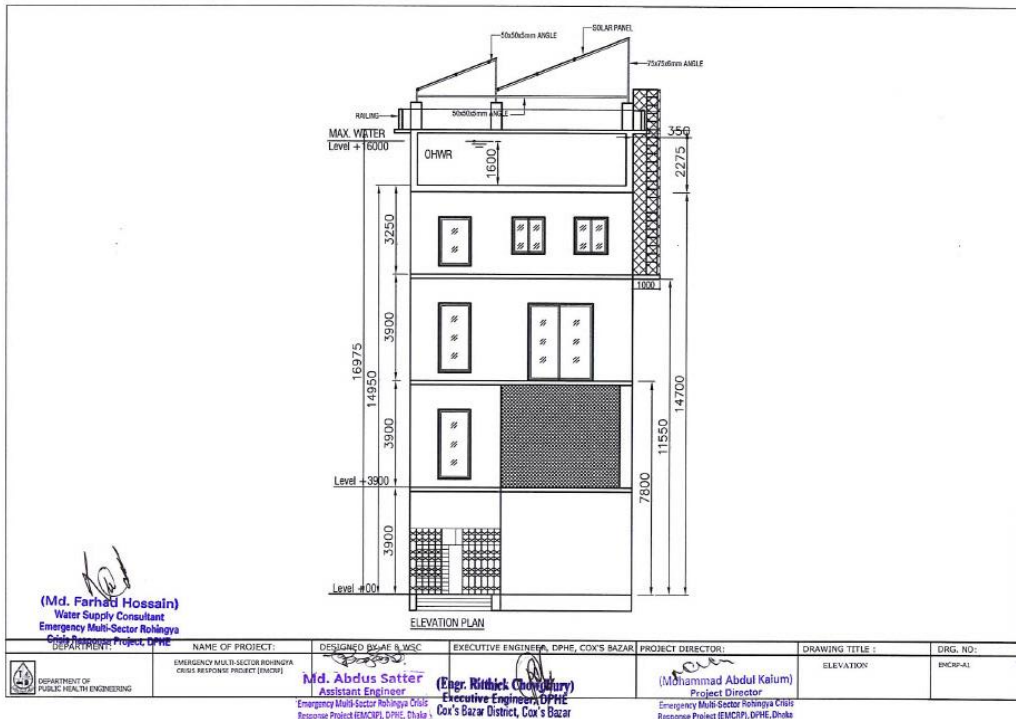 50x50x5mm ANGLE
SOLAR PANEL
75x75x6mm ANGLE
50x50x5mm ANGLE
RAILING
MAX. WATER
Level +16000
OHWR
1600
350
2275
3250
1000
3900
16975
14950
14700
11550
3900
7800
Level +3900
3900
Level +00
ELEVATION PLAN
(Md. Farhad Hossain)
Water Supply Consultant
Emergency Multi-Sector Rohingya
Crisis Response Project, DPHE
DEPARTMENT:
DEPARTMENT OF
PUBLIC HEALTH ENGINEERING
NAME OF PROJECT:
EMERGENCY MULTI-SECTOR ROHINGYA
CRISIS RESPONSE PROJECT [EMCRP]
DESIGNED BY AE & WSC
Md. Abdus Satter
Assistant Engineer
Emergency Multi-Sector Rohingya Crisis
Response Project (EMCRP), DPHE, Dhaka
EXECUTIVE ENGINEER, DPHE, COX'S BAZAR
(Engr. Ritthick Chowdhury)
Executive Engineer, DPHE
Cox's Bazar District, Cox's Bazar
PROJECT DIRECTOR:
(Mohammad Abdul Kaium)
Project Director
Emergency Multi-Sector Rohingya Crisis
Response Project (EMCRP), DPHE, Dhaka
DRAWING TITLE :
ELEVATION
DRG. NO:
EMCRP-A1